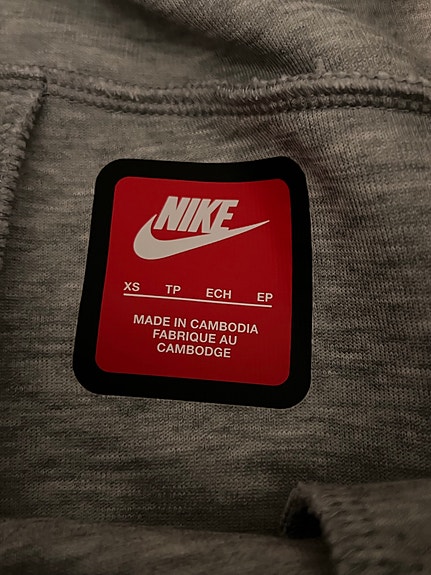 NIKE
XS TP ECH EP
MADE IN CAMBODIA
FABRIQUE AU
CAMBODGE